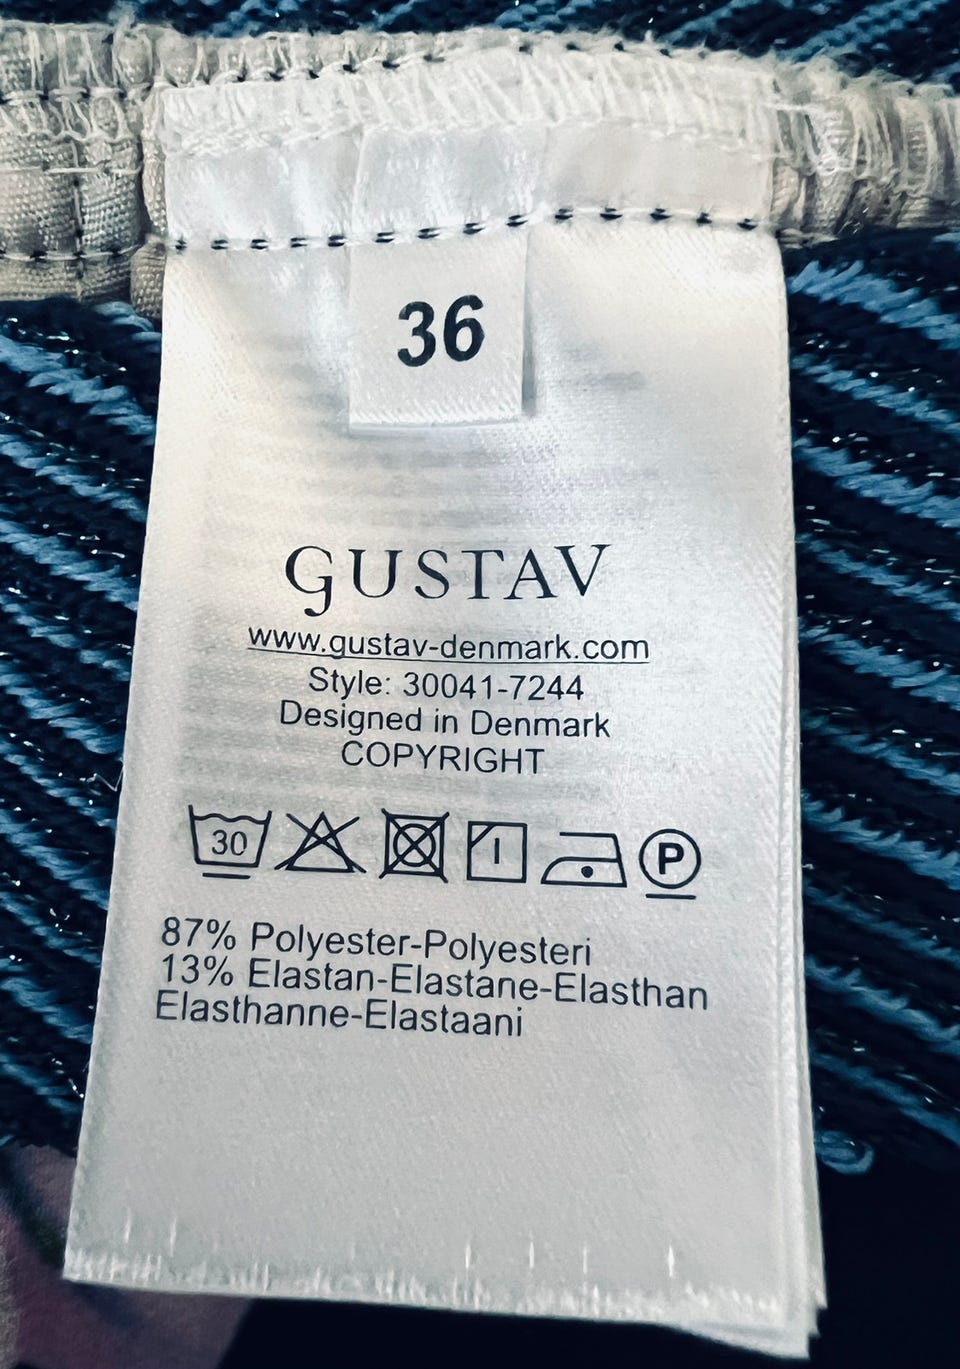 36
GUSTAV
www.gustav-denmark.com
Style: 30041-7244
Designed in Denmark
COPYRIGHT
30 P
87% Polyester-Polyesteri
13% Elastan-Elastane-Elasthan
Elasthanne-Elastaani